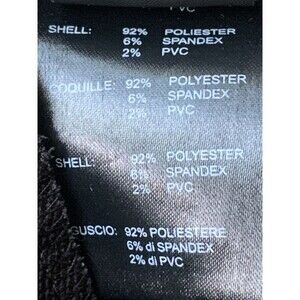 PVC
SHELL: 92% POLIESTER
6% SPANDEX
2% PVC
COQUILLE: 92% POLYESTER
6% SPANDEX
2% PVC
SHELL: 92% POLYESTER
6% SPANDEX
2% PVC
GUSCIO: 92% POLIESTERE
6% di SPANDEX
2% di PVC